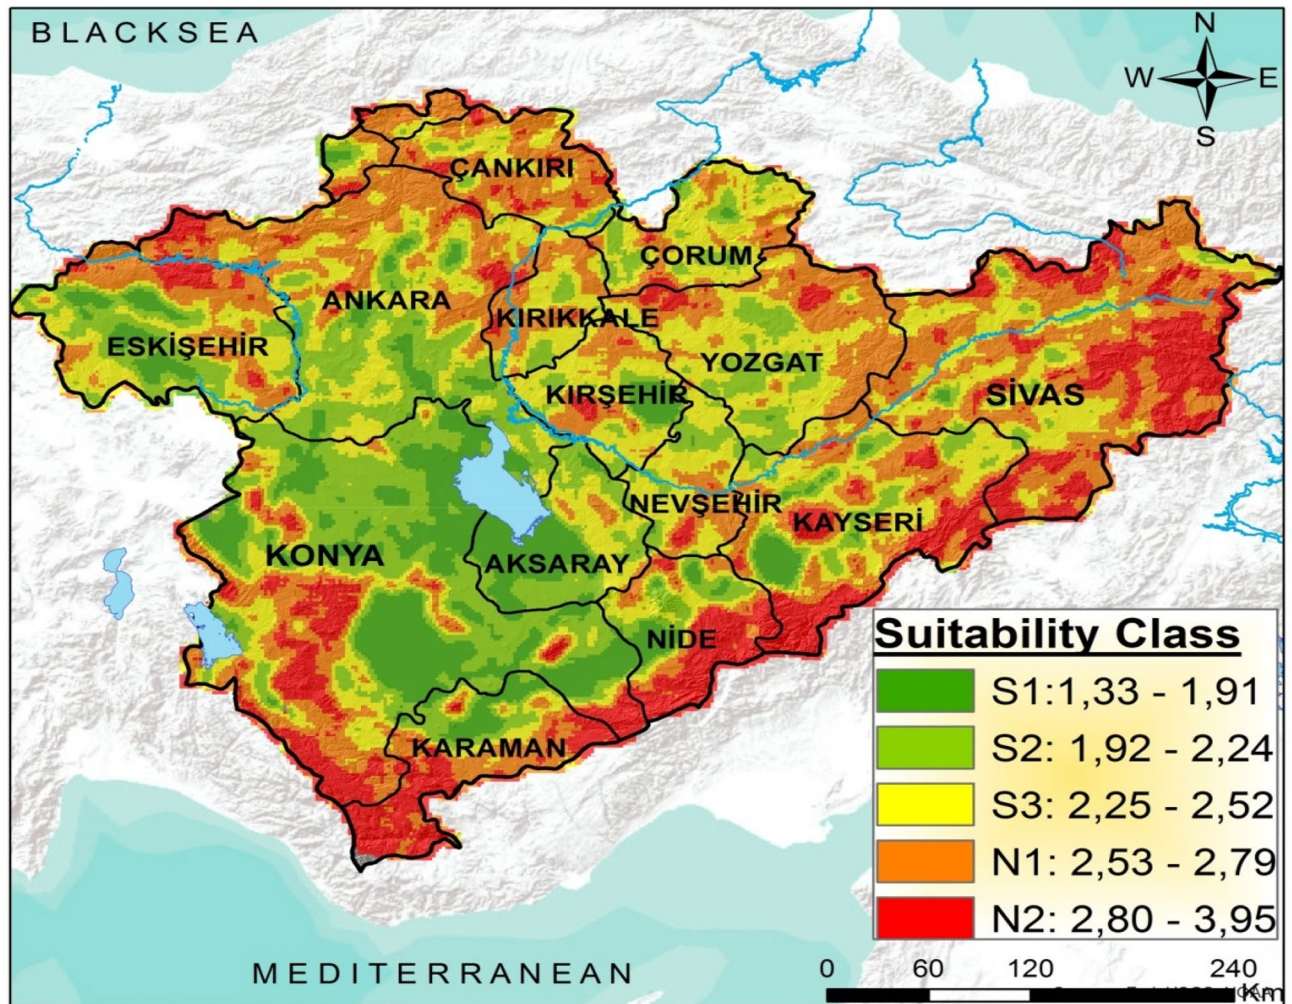 BLACKSEA
N
W E
S
ÇANKIRI
ÇORUM
ANKARA
KIRIKKALE
ESKİŞEHİR
YOZGAT
KIRŞEHİR
SİVAS
NEVŞEHİR
KAYSERİ
KONYA
AKSARAY
NİDE
KARAMAN
Suitability Class
S1:1,33 - 1,91
S2: 1,92 - 2,24
S3: 2,25 - 2,52
N1: 2,53 - 2,79
N2: 2,80 - 3,95
MEDITERRANEAN
0 60 120 240
Km